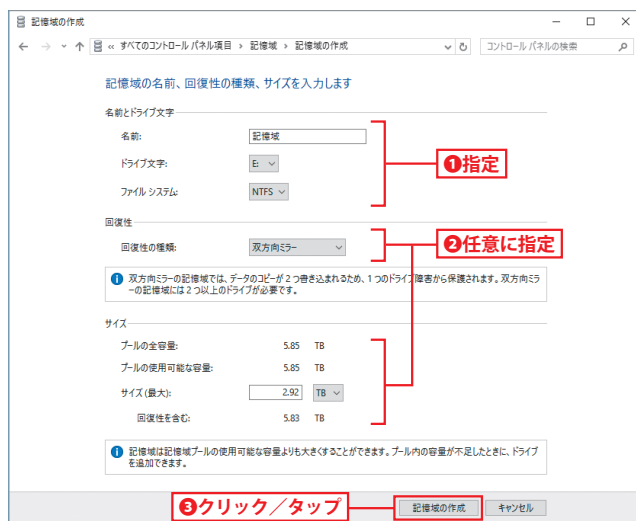 記憶域の作成
« すべてのコントロール パネル項目 › 記憶域 › 記憶域の作成
コントロール パネルの検索
記憶域の名前、回復性の種類、サイズを入力します
名前とドライブ文字
名前:
記憶域
ドライブ文字:
E:
❶指定
ファイル システム:
NTFS
回復性
回復性の種類:
双方向ミラー
❷任意に指定
双方向ミラーの記憶域では、データのコピーが 2 つ書き込まれるため、1 つのドライブ障害から保護されます。双方向ミラ
ーの記憶域には 2 つ以上のドライブが必要です。
サイズ
プールの全容量:
5.85 TB
プールの使用可能な容量:
5.85 TB
サイズ (最大):
2.92 TB
回復性を含む:
5.83 TB
記憶域は記憶域プールの使用可能な容量よりも大きくすることができます。プール内の容量が不足したときに、ドライブ
を追加できます。
❸クリック／タップ
記憶域の作成
キャンセル